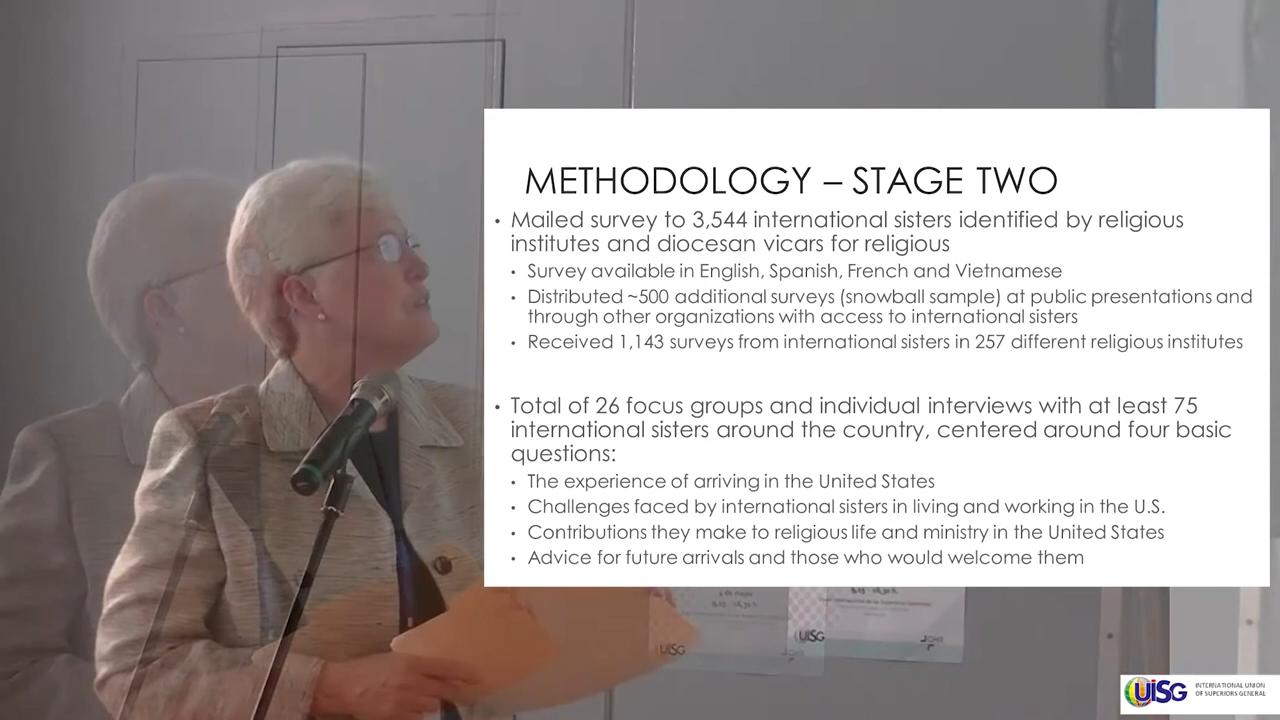 METHODOLOGY – STAGE TWO
• Mailed survey to 3,544 international sisters identified by religious
institutes and diocesan vicars for religious
• Survey available in English, Spanish, French and Vietnamese
• Distributed ~500 additional surveys (snowball sample) at public presentations and
through other organizations with access to international sisters
• Received 1,143 surveys from international sisters in 257 different religious institutes
• Total of 26 focus groups and individual interviews with at least 75
international sisters around the country, centered around four basic
questions:
• The experience of arriving in the United States
• Challenges faced by international sisters in living and working in the U.S.
• Contributions they make to religious life and ministry in the United States
• Advice for future arrivals and those who would welcome them
UISG
UISG
UISG
INTERNATIONAL UNION
OF SUPERIORS GENERAL